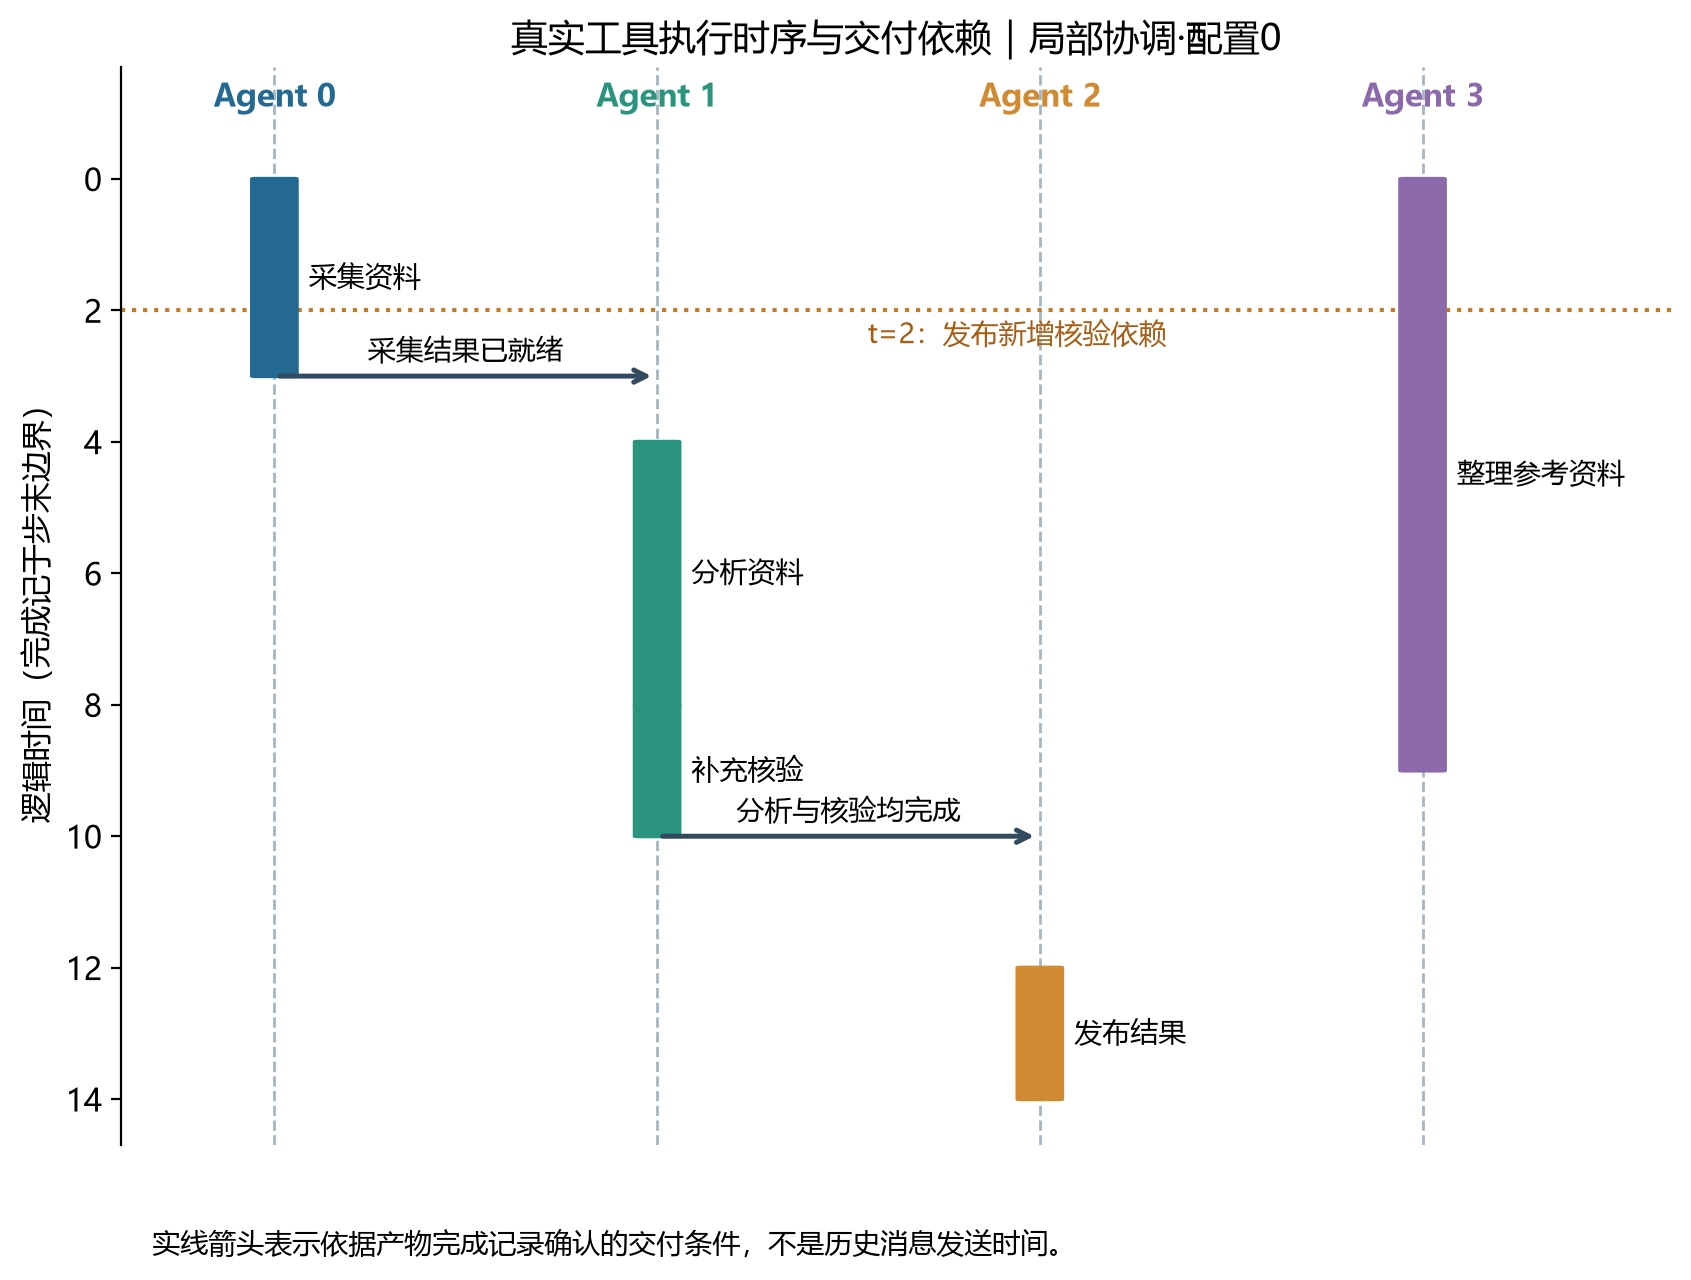 真实工具执行时序与交付依赖｜局部协调·配置0
Agent 0
Agent 1
Agent 2
Agent 3
0
采集资料
2
t=2：发布新增核验依赖
采集结果已就绪
4
整理参考资料
6
分析资料
8
补充核验
分析与核验均完成
10
12
发布结果
14
逻辑时间（完成记于步末边界）
实线箭头表示依据产物完成记录确认的交付条件，不是历史消息发送时间。